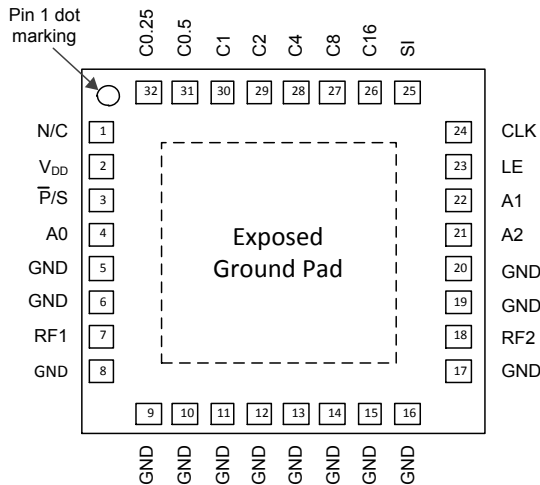 Pin 1 dot
marking
C0.25
C0.5
C1
C2
C4
C8
C16
SI
32
31
30
29
28
27
26
25
N/C
1
24
CLK
VDD
2
23
LE
P̅/S
3
22
A1
A0
4
21
A2
GND
5
20
GND
GND
6
19
GND
RF1
7
18
RF2
GND
8
17
GND
Exposed
Ground Pad
9
10
11
12
13
14
15
16
GND
GND
GND
GND
GND
GND
GND
GND